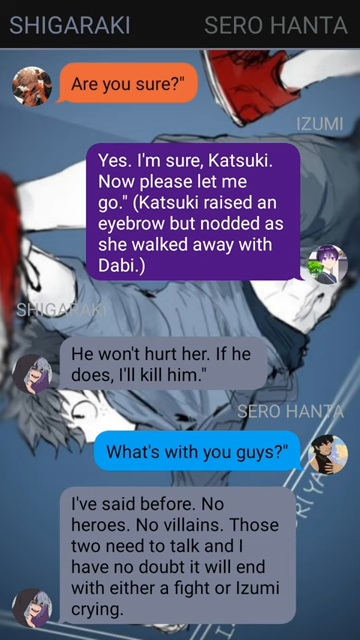 SHIGARAKI SERO HANTA
Are you sure?"
IZUMI
Yes. I'm sure, Katsuki.
Now please let me
go." (Katsuki raised an
eyebrow but nodded as
she walked away with
Dabi.)
SHIGARAKI
He won't hurt her. If he
does, I'll kill him."
SERO HANTA
What's with you guys?"
I've said before. No
heroes. No villains. Those
two need to talk and I
have no doubt it will end
with either a fight or Izumi
crying.